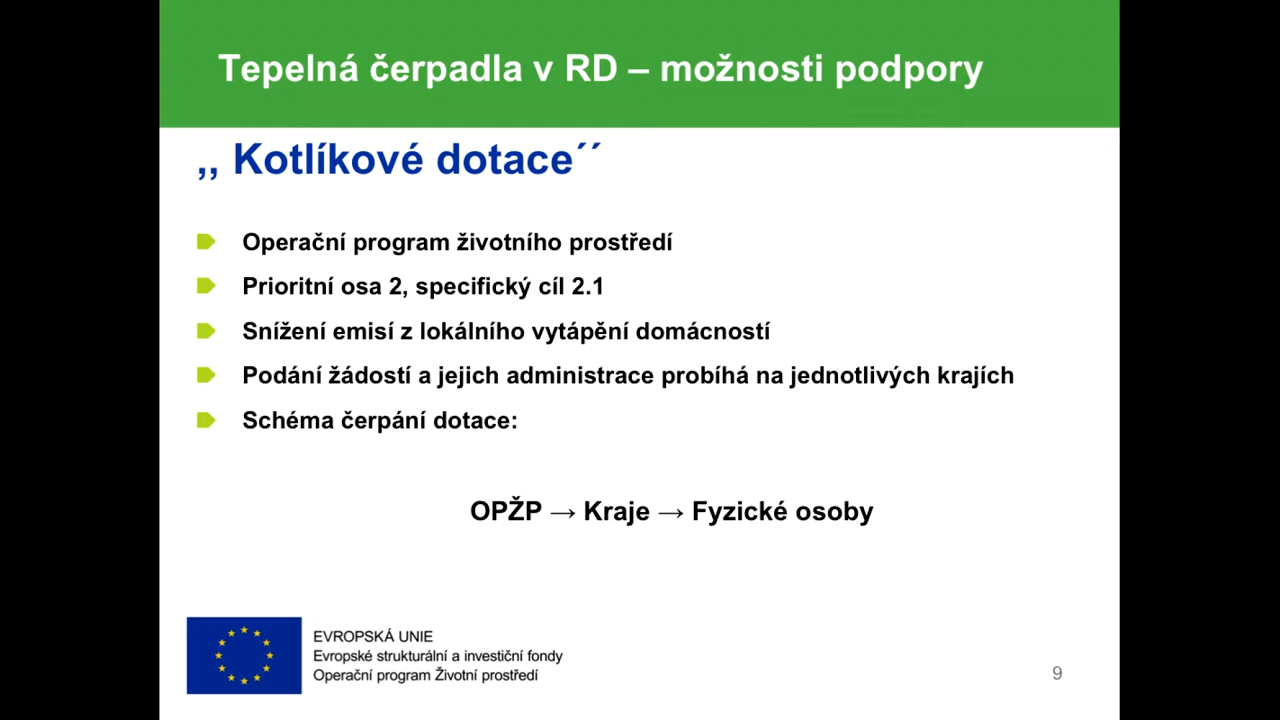 Tepelná čerpadla v RD – možnosti podpory
,, Kotlíkové dotace´´
Operační program životního prostředí
Prioritní osa 2, specifický cíl 2.1
Snížení emisí z lokálního vytápění domácností
Podání žádostí a jejich administrace probíhá na jednotlivých krajích
Schéma čerpání dotace:
OPŽP → Kraje → Fyzické osoby
EVROPSKÁ UNIE
Evropské strukturální a investiční fondy
Operační program Životní prostředí
9